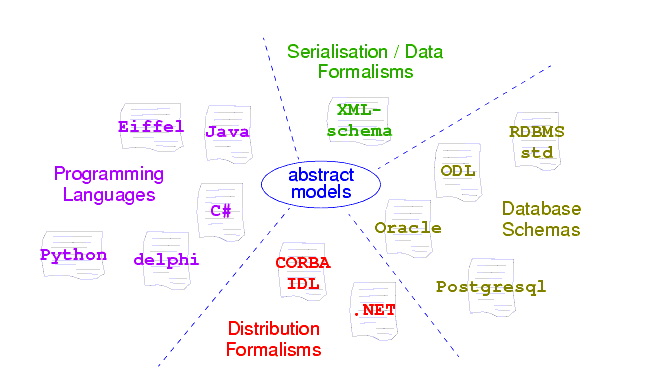 Serialisation / Data
Formalisms
XML-
schema
Eiffel
Java
Programming
Languages
C#
Python
delphi
abstract
models
RDBMS
std
ODL
Oracle
Database
Schemas
Postgresql
CORBA
IDL
.NET
Distribution
Formalisms